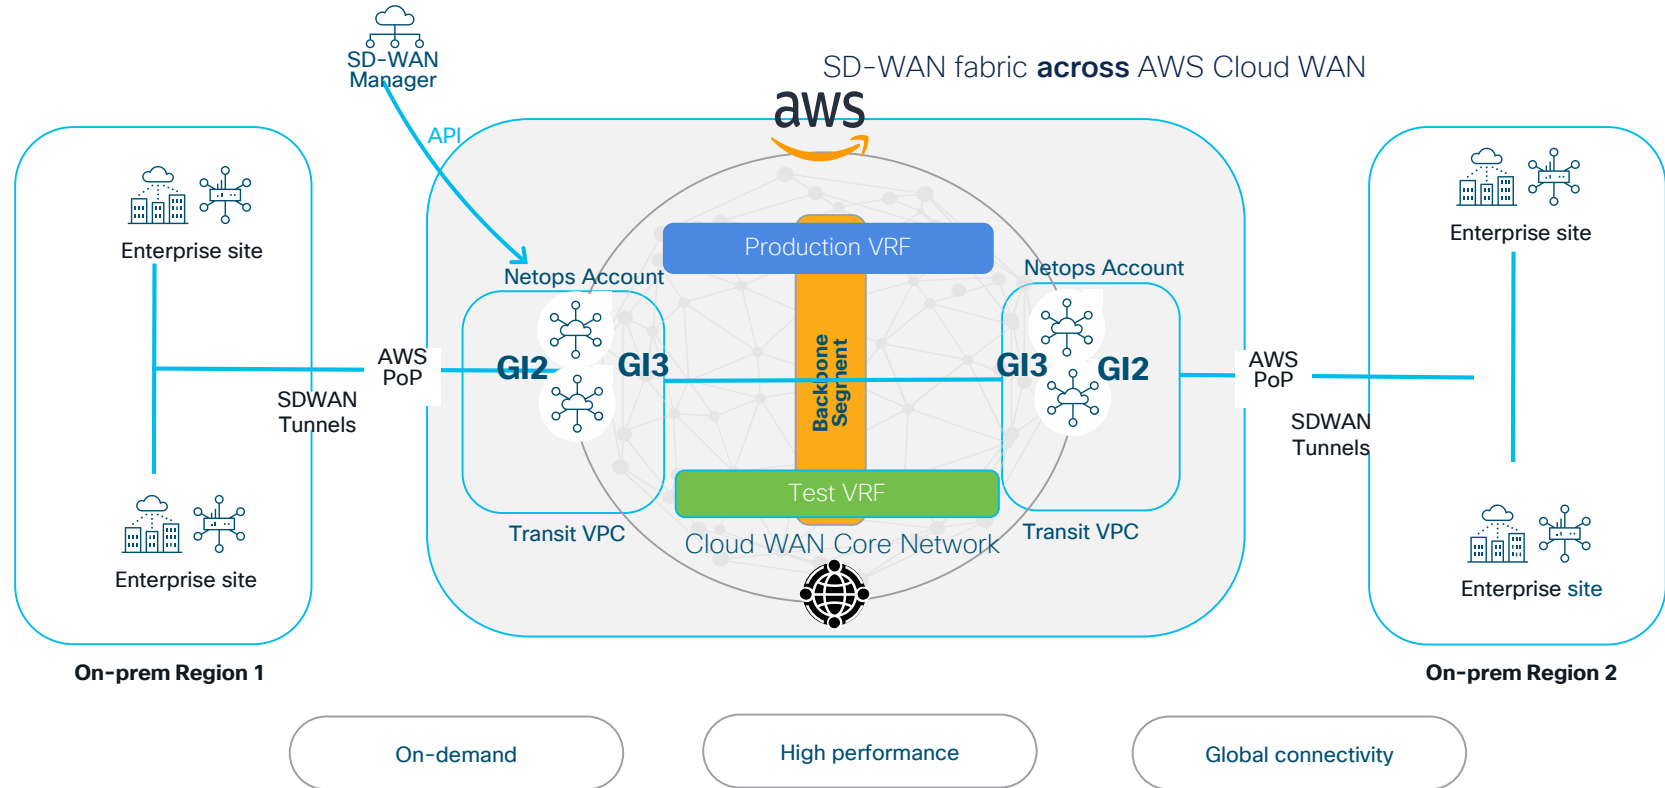 SD-WAN
Manager
SD-WAN fabric across AWS Cloud WAN
aws
API
Enterprise site
Enterprise site
Production VRF
Netops Account
Netops Account
AWS
PoP
GI2
GI3
Backbone
Segment
GI3
GI2
AWS
PoP
SDWAN
Tunnels
SDWAN
Tunnels
Test VRF
Transit VPC
Cloud WAN Core Network
Transit VPC
Enterprise site
Enterprise site
On-prem Region 1
On-prem Region 2
On-demand
High performance
Global connectivity